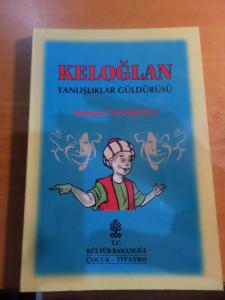 KELOĞLAN
YANLIŞLIKLAR GÜLDÜRÜSÜ
T.C.
KÜLTÜR BAKANLIĞI
ÇOCUK - TİYATRO